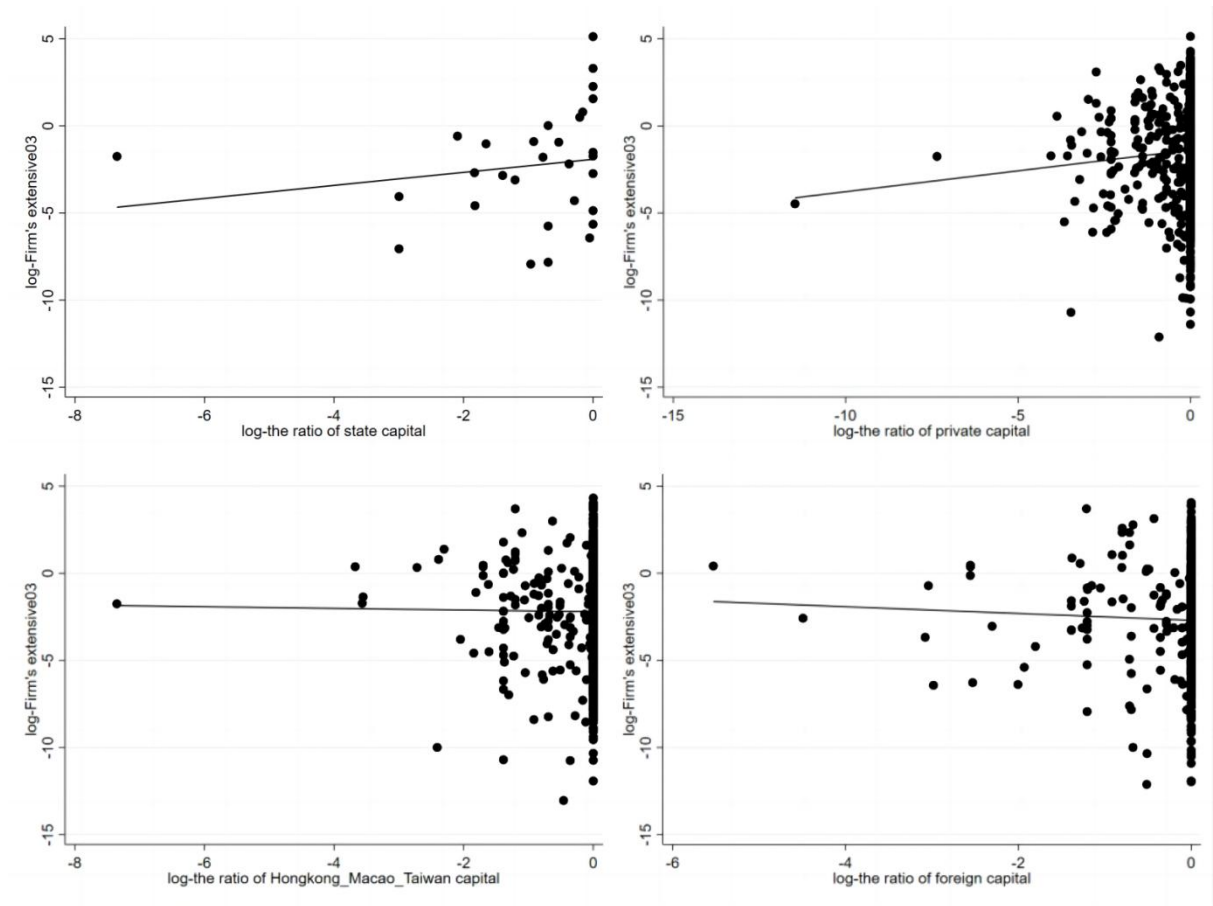 5
0
-5
-10
-15
log-Firm's extensive03
-8 -6 -4 -2 0
log-the ratio of state capital
5
0
-5
-10
-15
log-Firm's extensive03
-15 -10 -5 0
log-the ratio of private capital
5
0
-5
-10
-15
log-Firm's extensive03
-8 -6 -4 -2 0
log-the ratio of Hongkong_Macao_Taiwan capital
5
0
-5
-10
-15
log-Firm's extensive03
-6 -4 -2 0
log-the ratio of foreign capital